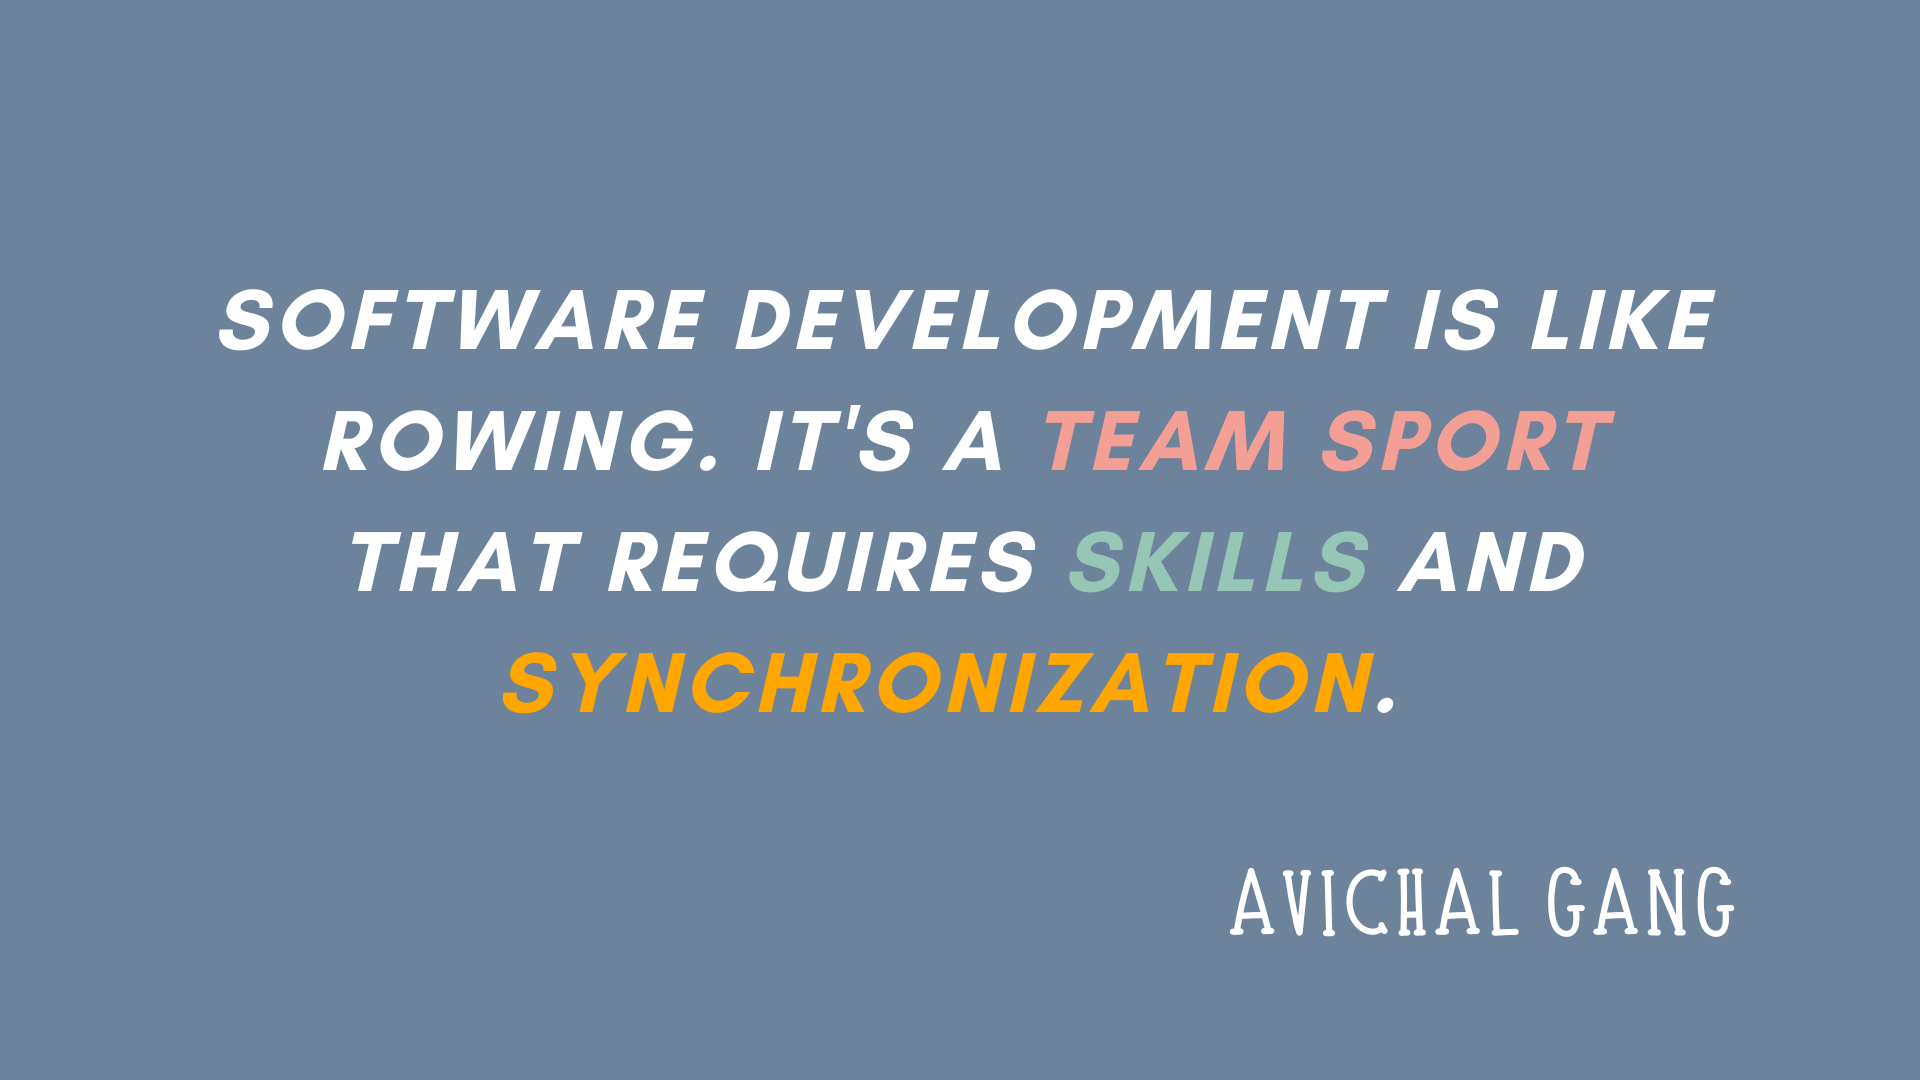 SOFTWARE DEVELOPMENT IS LIKE
ROWING. IT'S A TEAM SPORT
THAT REQUIRES SKILLS AND
SYNCHRONIZATION.
AVICHAL GANG